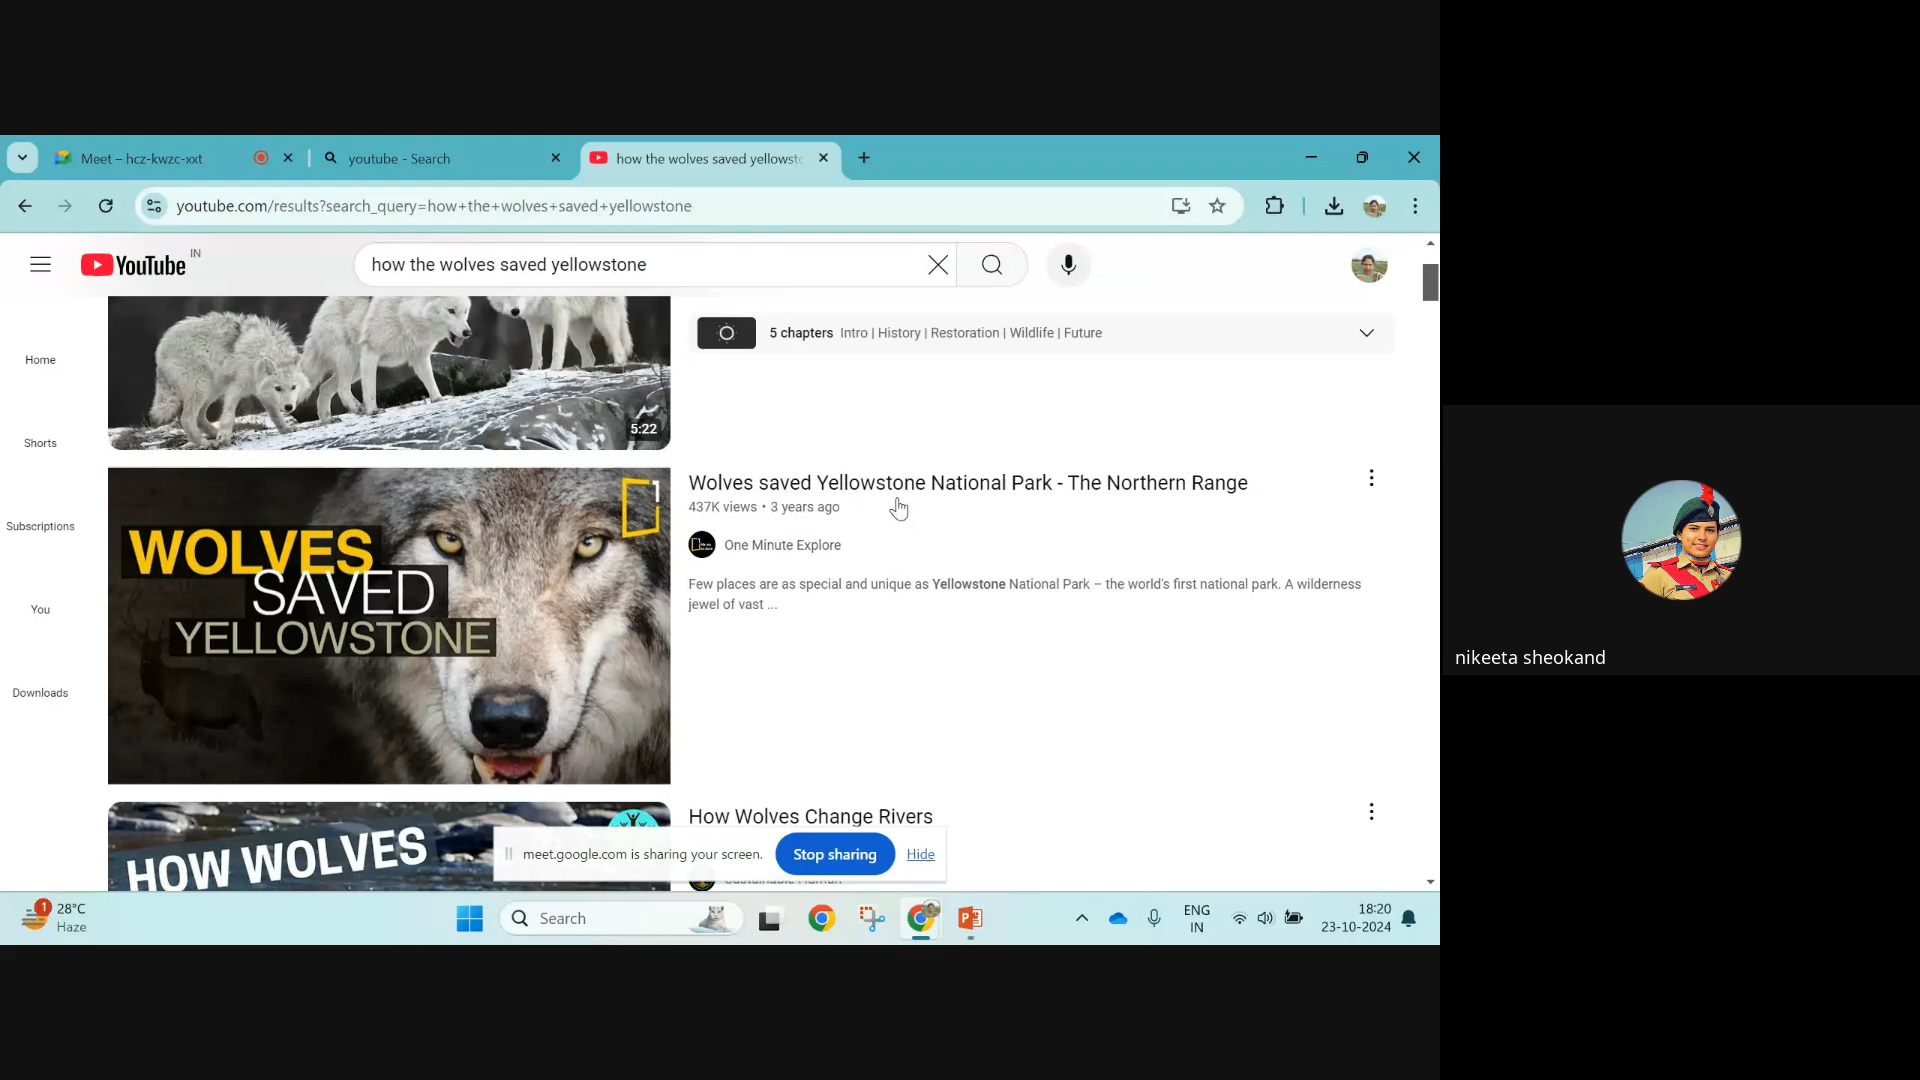 Meet – hcz-kwzc-xxt
youtube - Search
how the wolves saved yellowst
youtube.com/results?search_query=how+the+wolves+saved+yellowstone
YouTube IN
how the wolves saved yellowstone
Home
Shorts
Subscriptions
You
Downloads
5:22
5 chapters Intro | History | Restoration | Wildlife | Future
WOLVES
SAVED
YELLOWSTONE
Wolves saved Yellowstone National Park - The Northern Range
437K views • 3 years ago
One Minute Explore
Few places are as special and unique as Yellowstone National Park – the world's first national park. A wilderness
jewel of vast ...
HOW WOLVES
How Wolves Change Rivers
meet.google.com is sharing your screen.
Stop sharing
Hide
nikeeta sheokand
1
28°C
Haze
Search
ENG
IN
18:20
23-10-2024